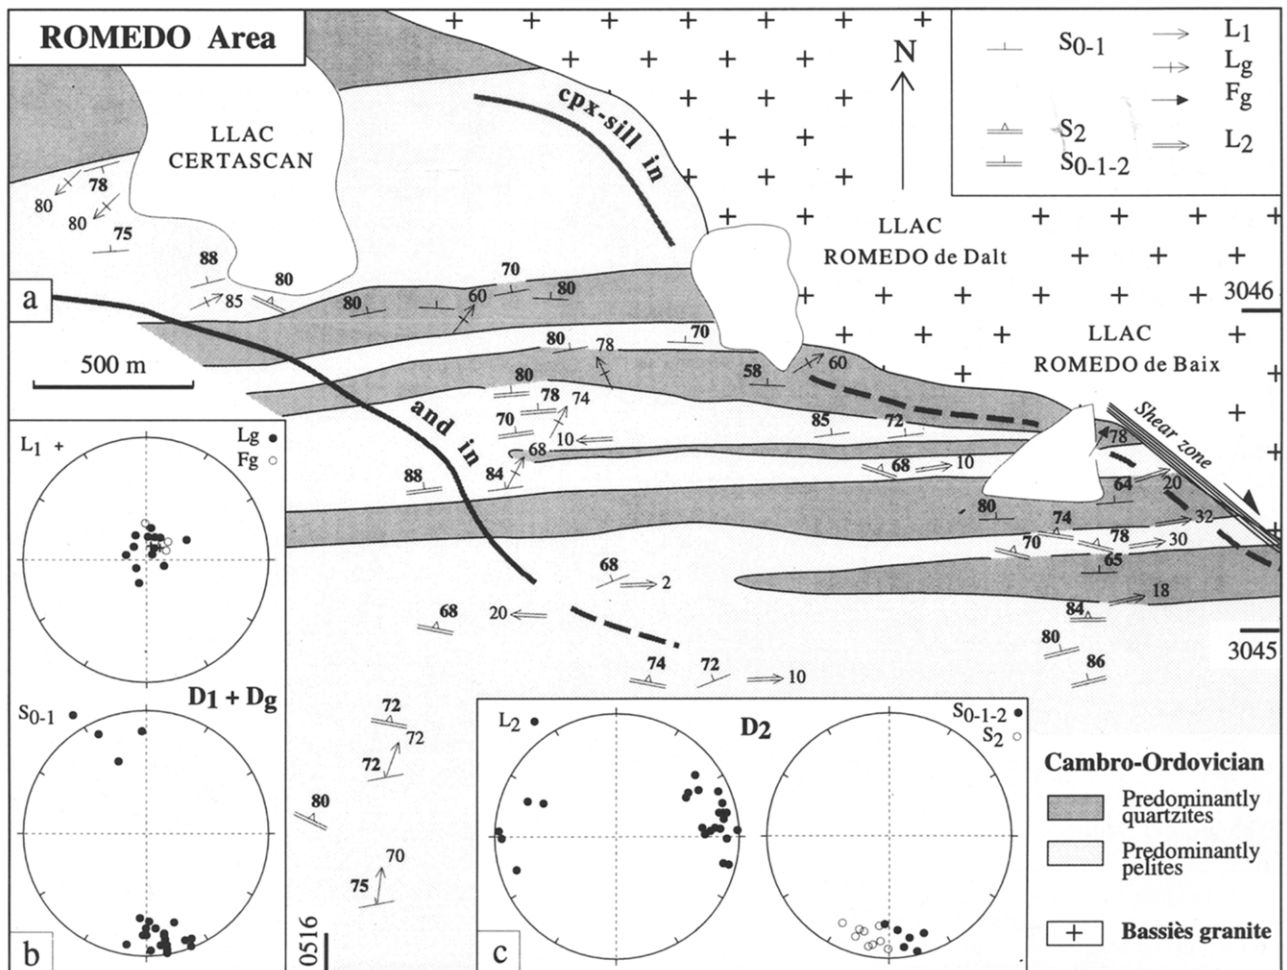 ROMEDO Area
LLAC
CERTASCAN
cpx-sill in
N
S0-1
S2
S0-1-2
L1
Lg
Fg
L2
LLAC
ROMEDO de Dalt
LLAC
ROMEDO de Baix
3046
80
78
80
75
88
85
80
a
500 m
70
60
80
80
80
78
70
58
60
80
78
74
70
10
68
84
88
and in
85
72
68
10
Shear zone
78
20
64
80
74
32
70
78
30
65
18
84
80
86
3045
68
2
68
20
74
72
10
72
72
72
80
70
75
0516
L1 +
Lg ●
Fg ○
D1 + Dg
S0-1 ●
b
L2 ●
D2
S0-1-2 ●
S2 ○
c
Cambro-Ordovician
Predominantly
quartzites
Predominantly
pelites
+ Bassiès granite